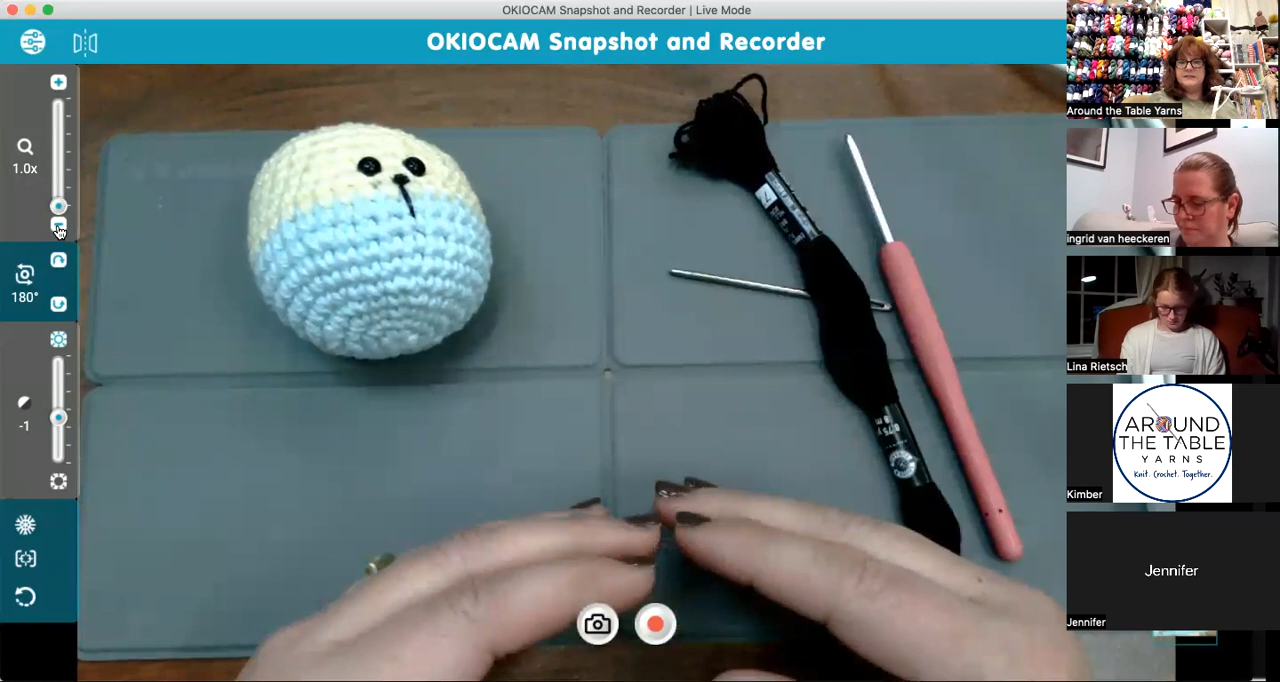 OKIOCAM Snapshot and Recorder | Live Mode
OKIOCAM Snapshot and Recorder
1.0x
180°
-1
Around the Table Yarns
ingrid van heeckeren
Lina Rietsch
AROUND
THE TABLE
YARNS
Knit. Crochet. Together.
Kimber
Jennifer
Jennifer